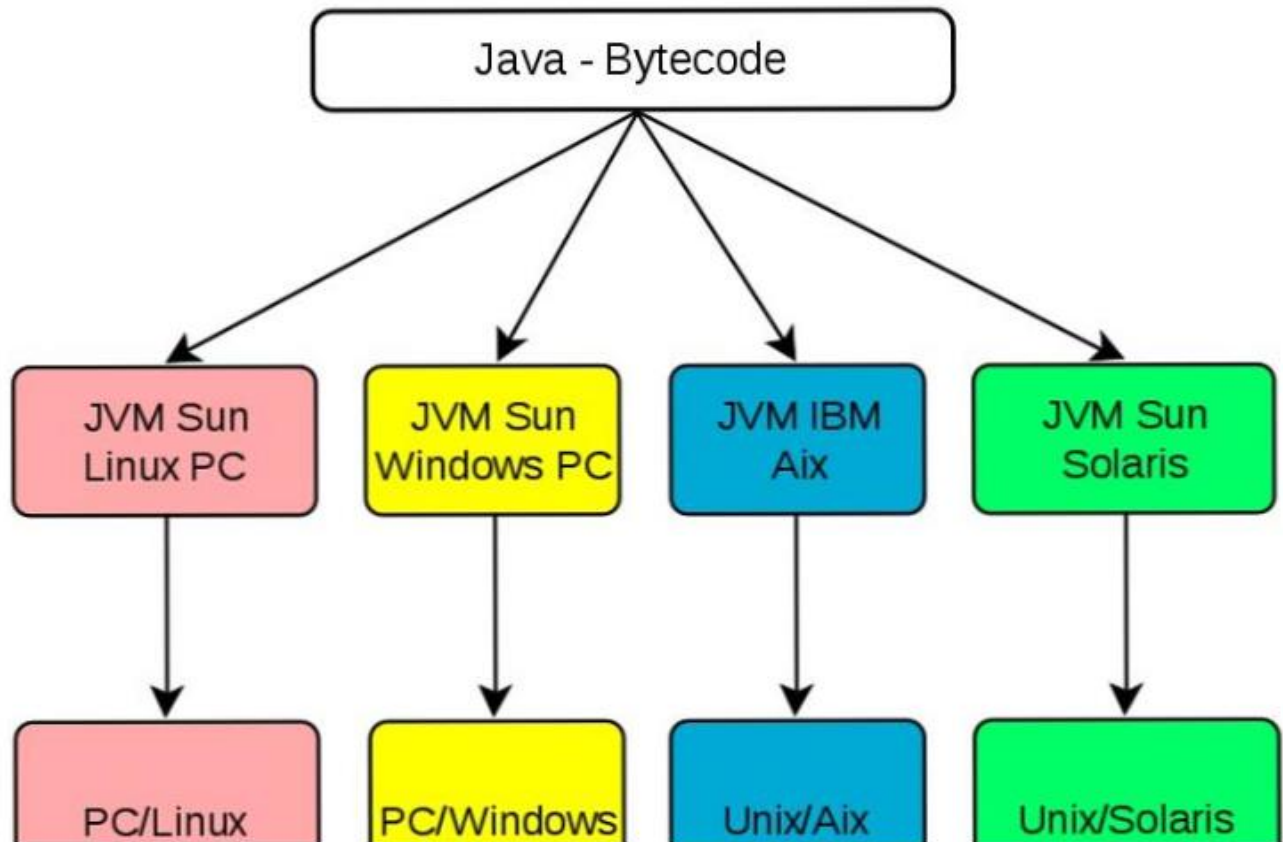 Java - Bytecode
JVM Sun
Linux PC
JVM Sun
Windows PC
JVM IBM
Aix
JVM Sun
Solaris
PC/Linux
PC/Windows
Unix/Aix
Unix/Solaris